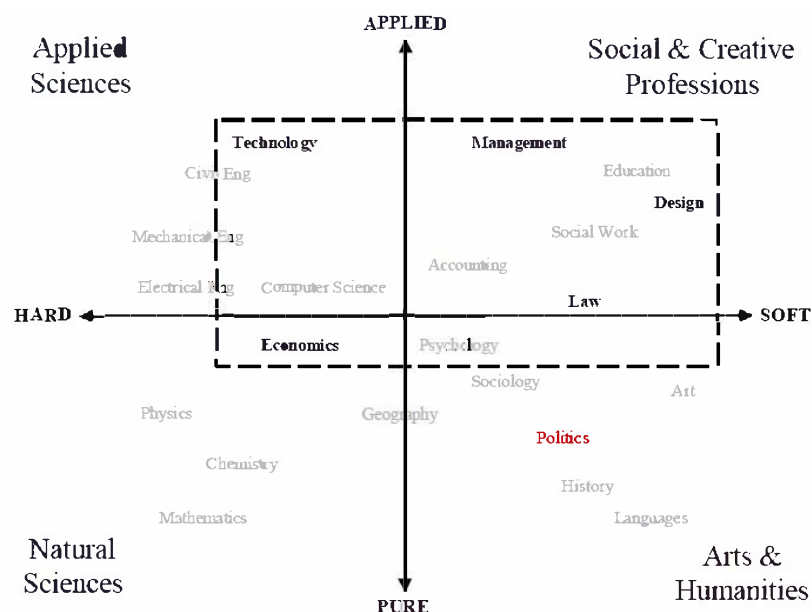 APPLIED
Applied
Sciences
Social & Creative
Professions
Technology
Management
Civil Eng
Education
Design
Mechanical Eng
Social Work
Accounting
Electrical Eng
Computer Science
Law
HARD
SOFT
Economics
Psychology
Sociology
Art
Physics
Geography
Politics
Chemistry
History
Mathematics
Languages
Natural
Sciences
Arts &
Humanities
PURE